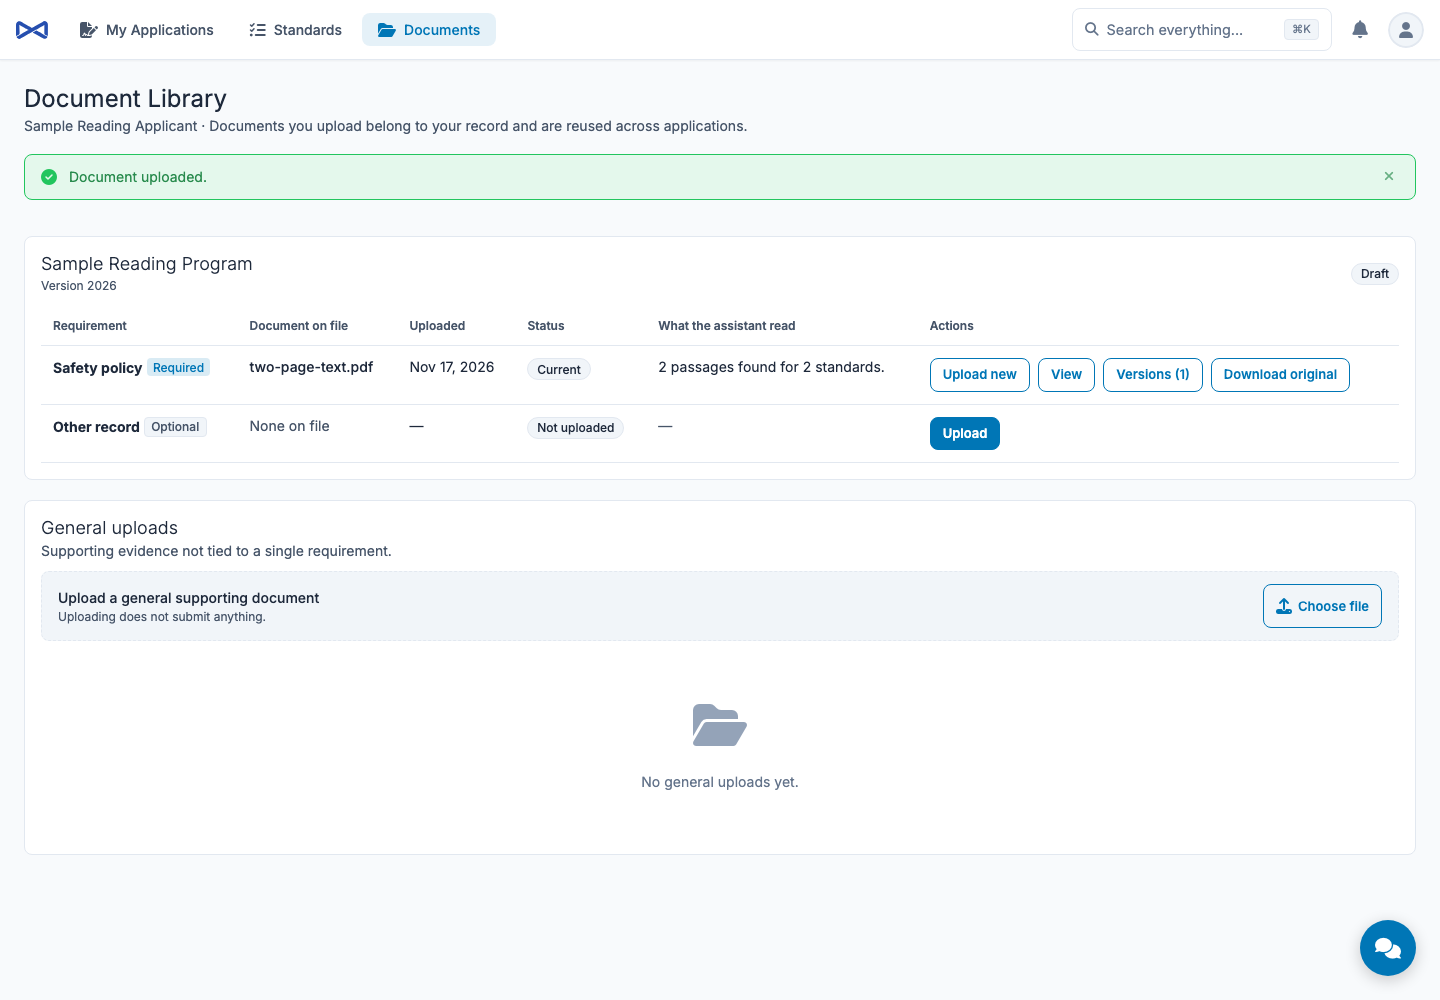 My Applications
Standards
Documents
Search everything...
⌘K
Document Library
Sample Reading Applicant · Documents you upload belong to your record and are reused across applications.
Document uploaded.
Sample Reading Program
Version 2026
Draft
Requirement Document on file Uploaded Status What the assistant read Actions
Safety policy Required two-page-text.pdf Nov 17, 2026 Current 2 passages found for 2 standards. Upload new View Versions (1) Download original
Other record Optional None on file — Not uploaded — Upload
General uploads
Supporting evidence not tied to a single requirement.
Upload a general supporting document
Uploading does not submit anything.
Choose file
No general uploads yet.